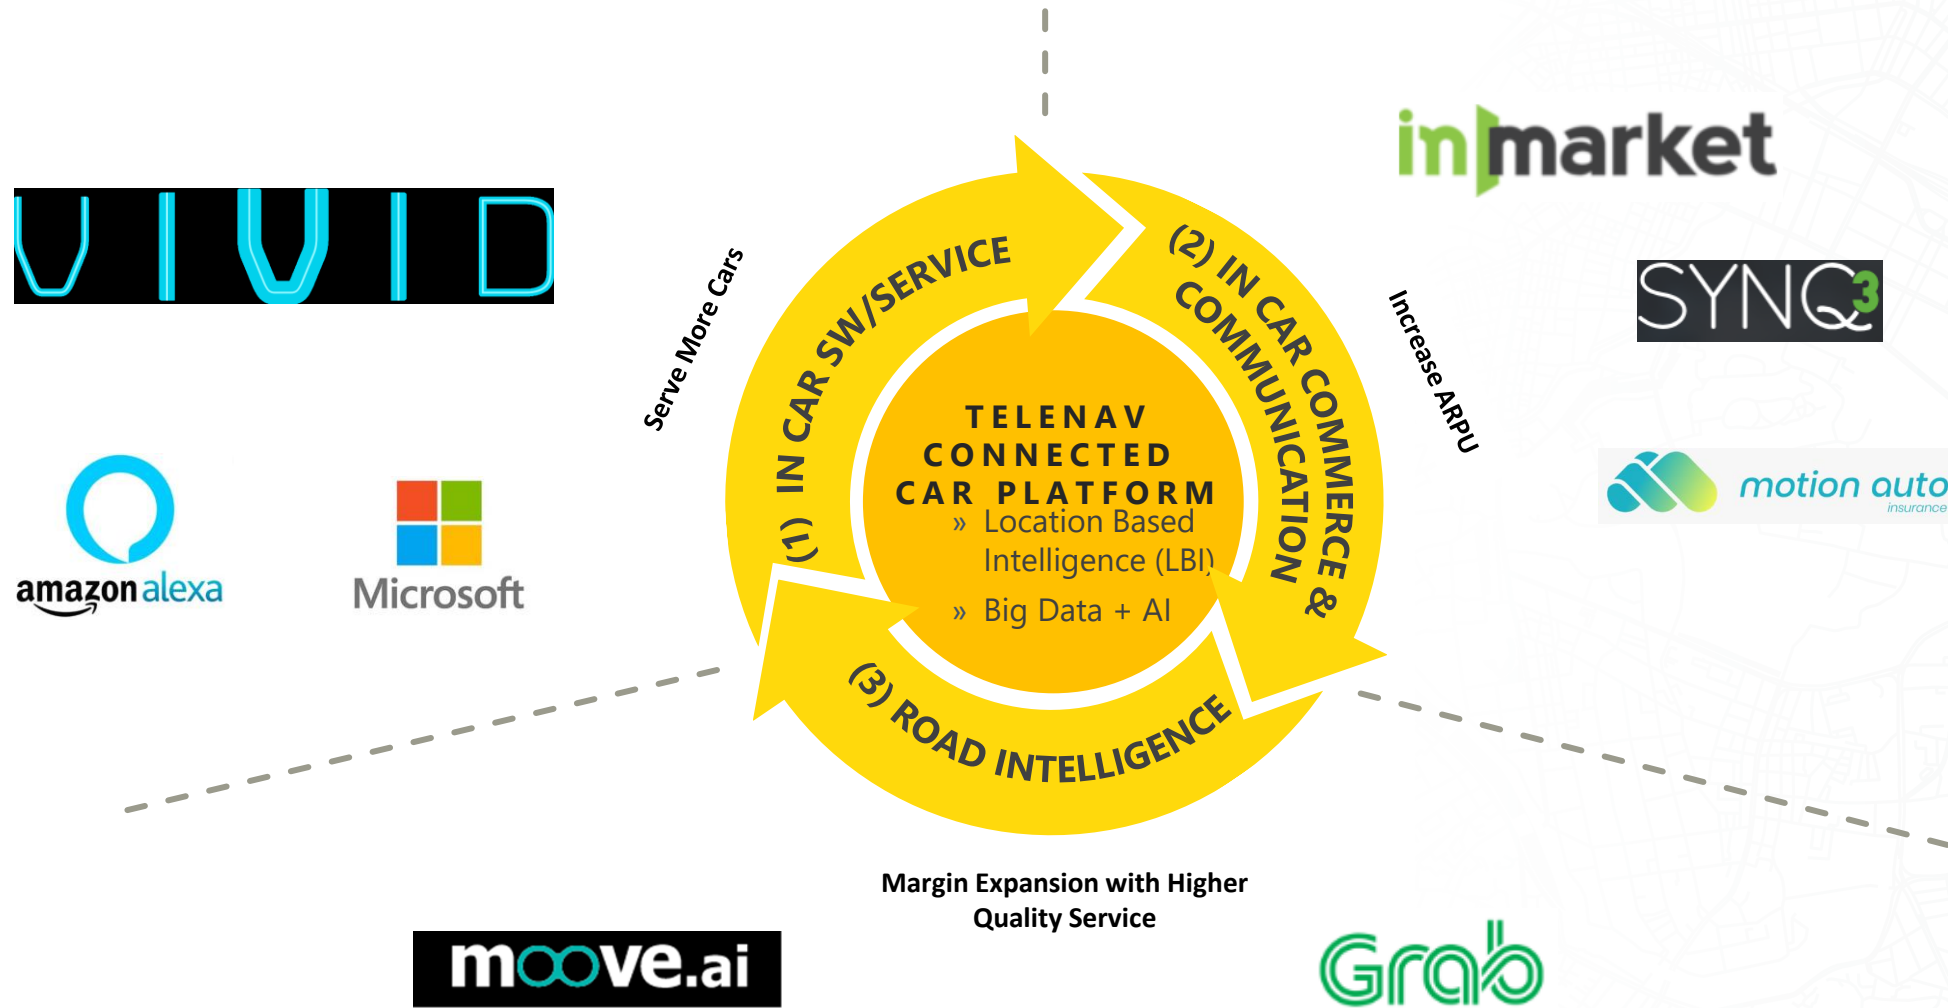 VIVID
amazon alexa
Microsoft
Serve More Cars
(1) IN CAR SW/SERVICE
(2) IN CAR COMMERCE &
COMMUNICATION
Increase ARPU
inmarket
SYNQ3
motion auto
insurance
TELENAV
CONNECTED
CAR PLATFORM
» Location Based
Intelligence (LBI)
» Big Data + AI
(3) ROAD INTELLIGENCE
Margin Expansion with Higher
Quality Service
moove.ai
Grab